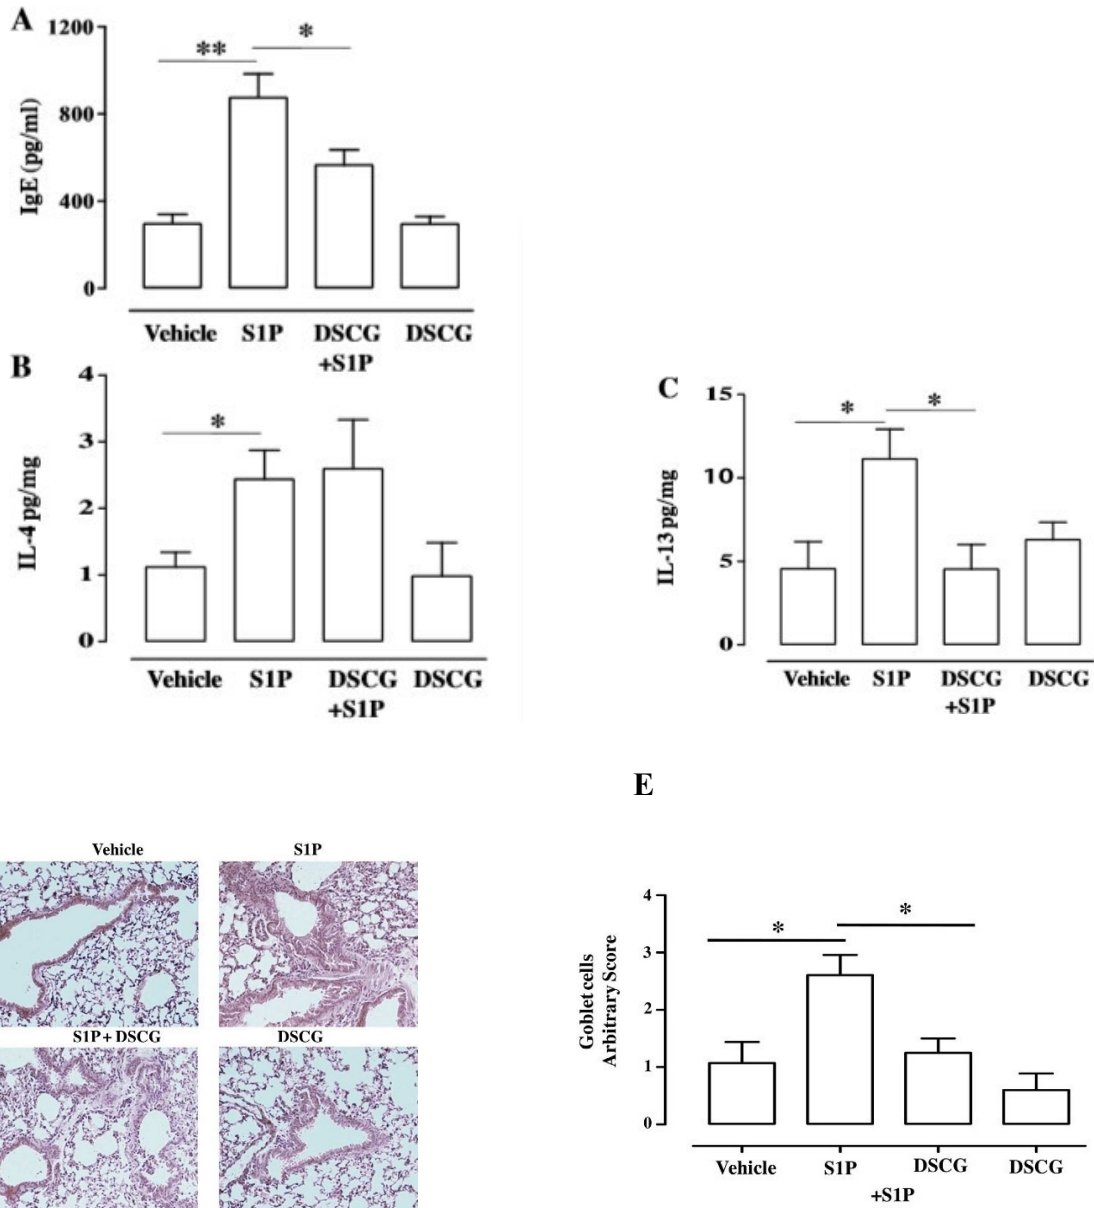 A
1200
800
400
0
IgE (pg/ml)
** *
Vehicle S1P DSCG DSCG
+S1P
B
4
3
2
1
0
IL-4 pg/mg
*
Vehicle S1P DSCG DSCG
+S1P
C
15
10
5
0
IL-13 pg/mg
* *
Vehicle S1P DSCG DSCG
+S1P
Vehicle S1P
S1P + DSCG DSCG
E
4
3
2
1
0
Goblet cells
Arbitrary Score
* *
Vehicle S1P DSCG DSCG
+S1P